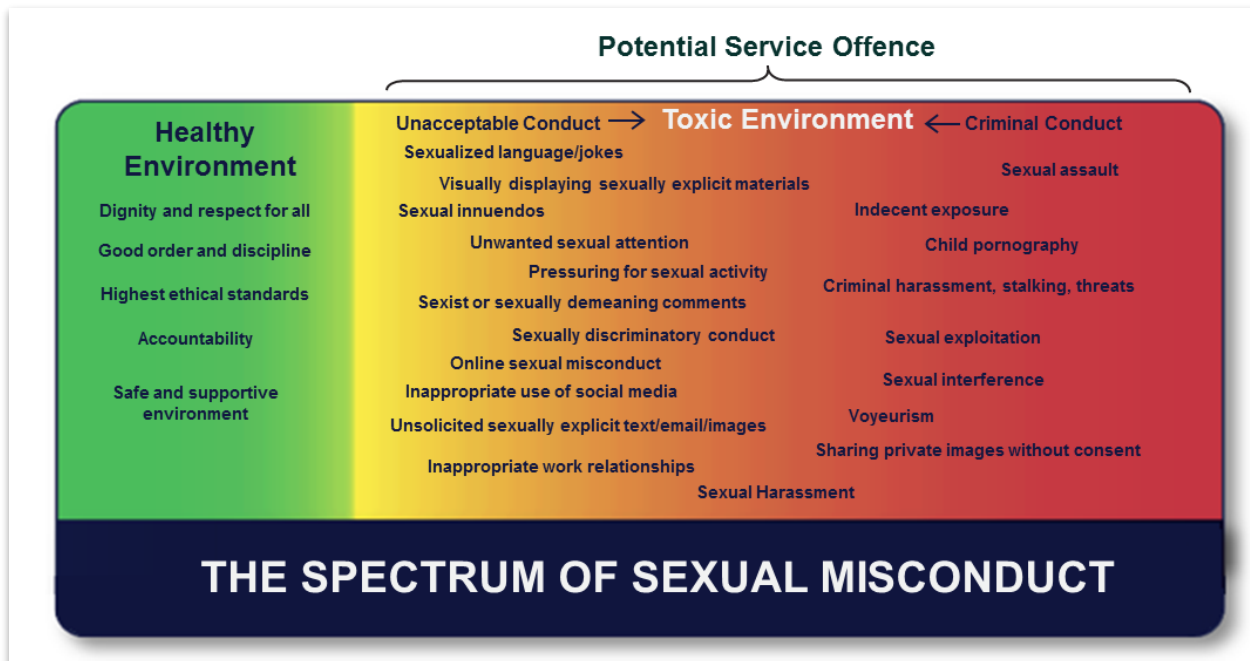 Potential Service Offence
Healthy
Environment
Dignity and respect for all
Good order and discipline
Highest ethical standards
Accountability
Safe and supportive
environment
Unacceptable Conduct → Toxic Environment ← Criminal Conduct
Sexualized language/jokes
Visually displaying sexually explicit materials
Sexual innuendos
Unwanted sexual attention
Pressuring for sexual activity
Sexist or sexually demeaning comments
Sexually discriminatory conduct
Online sexual misconduct
Inappropriate use of social media
Unsolicited sexually explicit text/email/images
Inappropriate work relationships
Sexual Harassment
Sexual assault
Indecent exposure
Child pornography
Criminal harassment, stalking, threats
Sexual exploitation
Sexual interference
Voyeurism
Sharing private images without consent
THE SPECTRUM OF SEXUAL MISCONDUCT